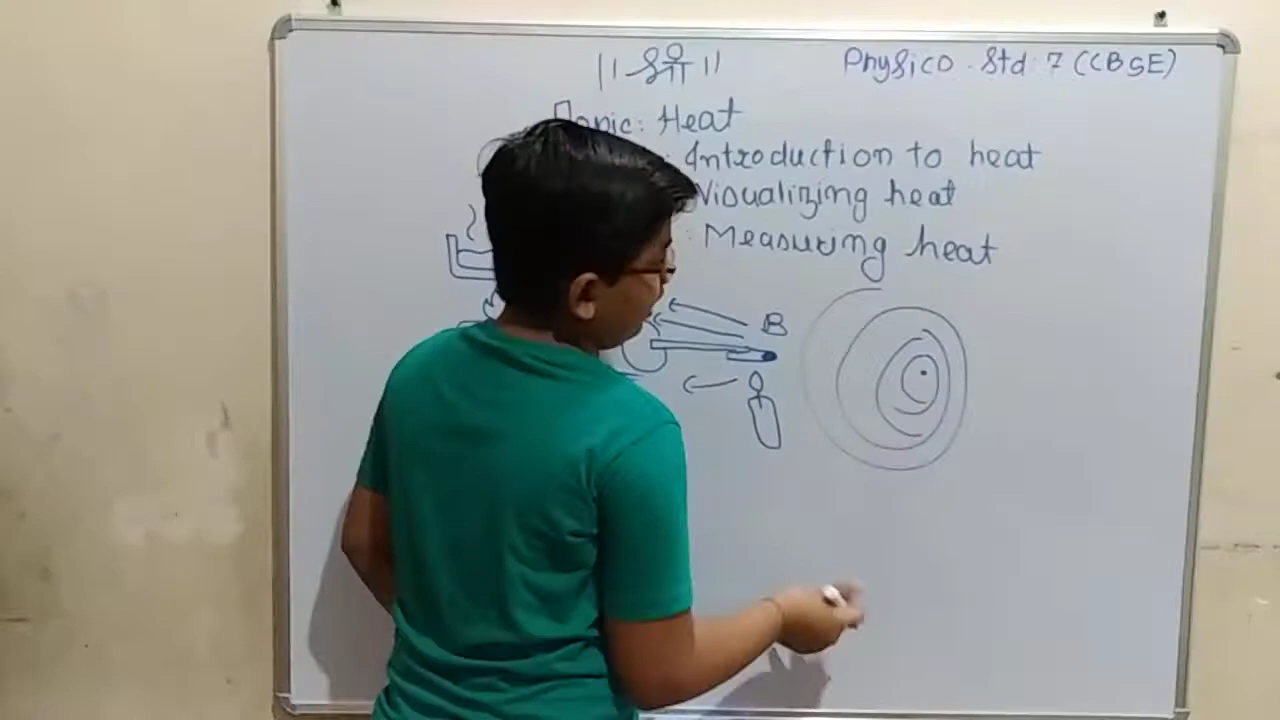 ॥ श्री ॥
Physics Std 7 (CBSE)
Topic: Heat
: Introduction to heat
Visualizing heat
: Measuring heat
B